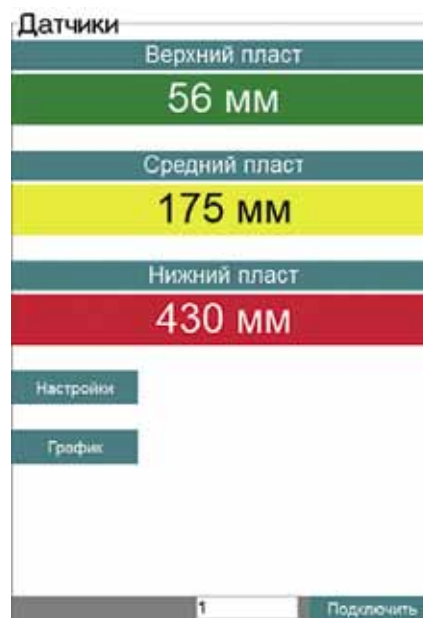 Датчики
Верхний пласт
56 мм
Средний пласт
175 мм
Нижний пласт
430 мм
Настройки
График
1
Подключить